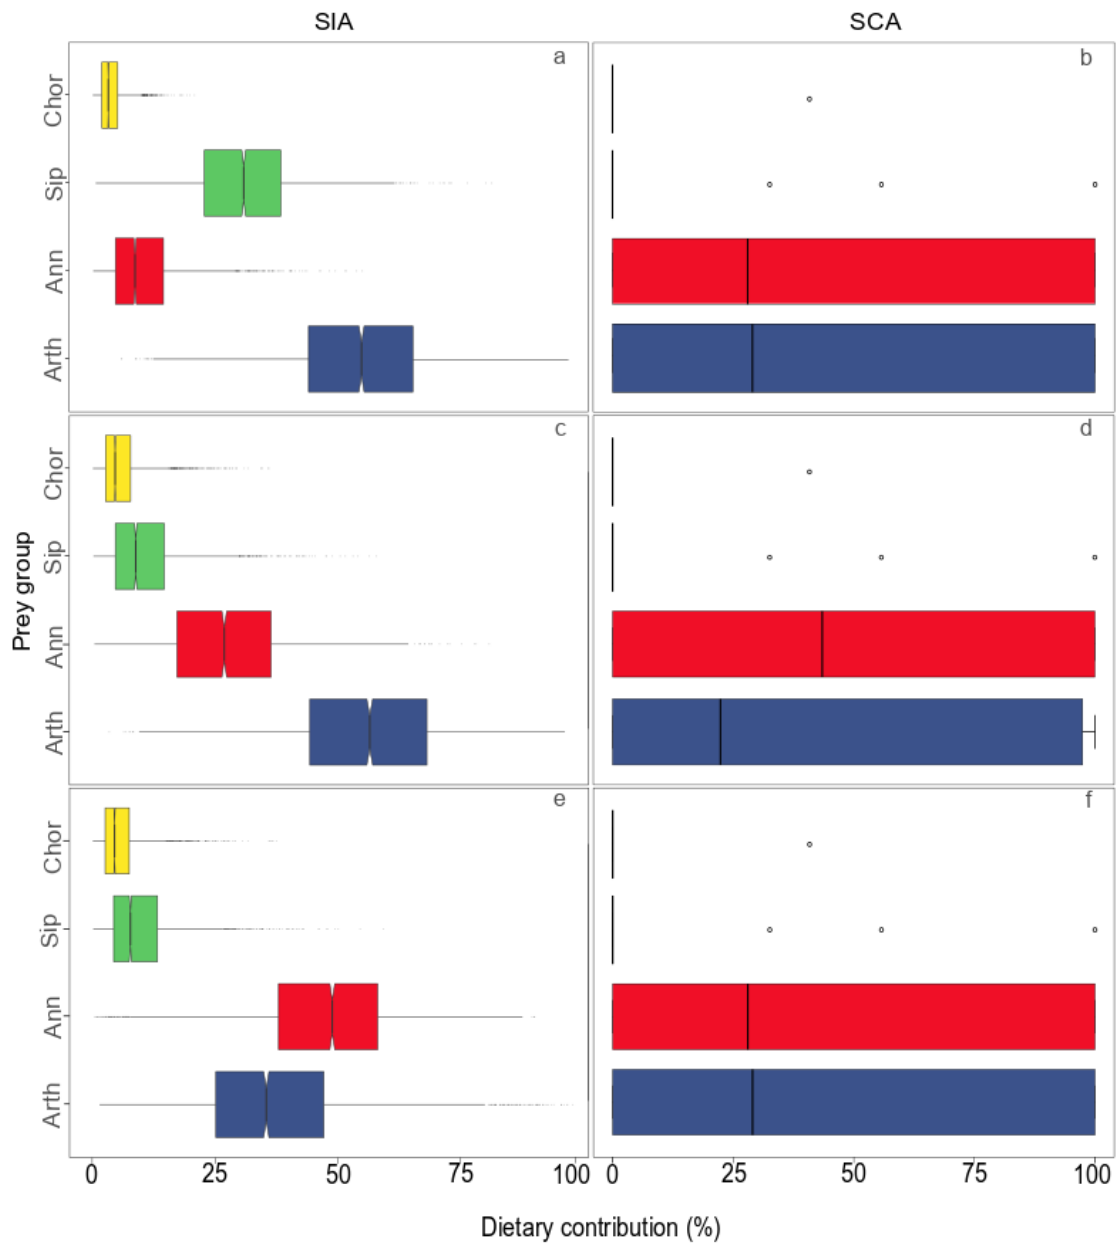 SIA SCA
a b
Chor
Sip
Ann
Arth
c d
Chor
Sip
Ann
Arth
Prey group
e f
Chor
Sip
Ann
Arth
0 25 50 75 100 0 25 50 75 100
Dietary contribution (%)